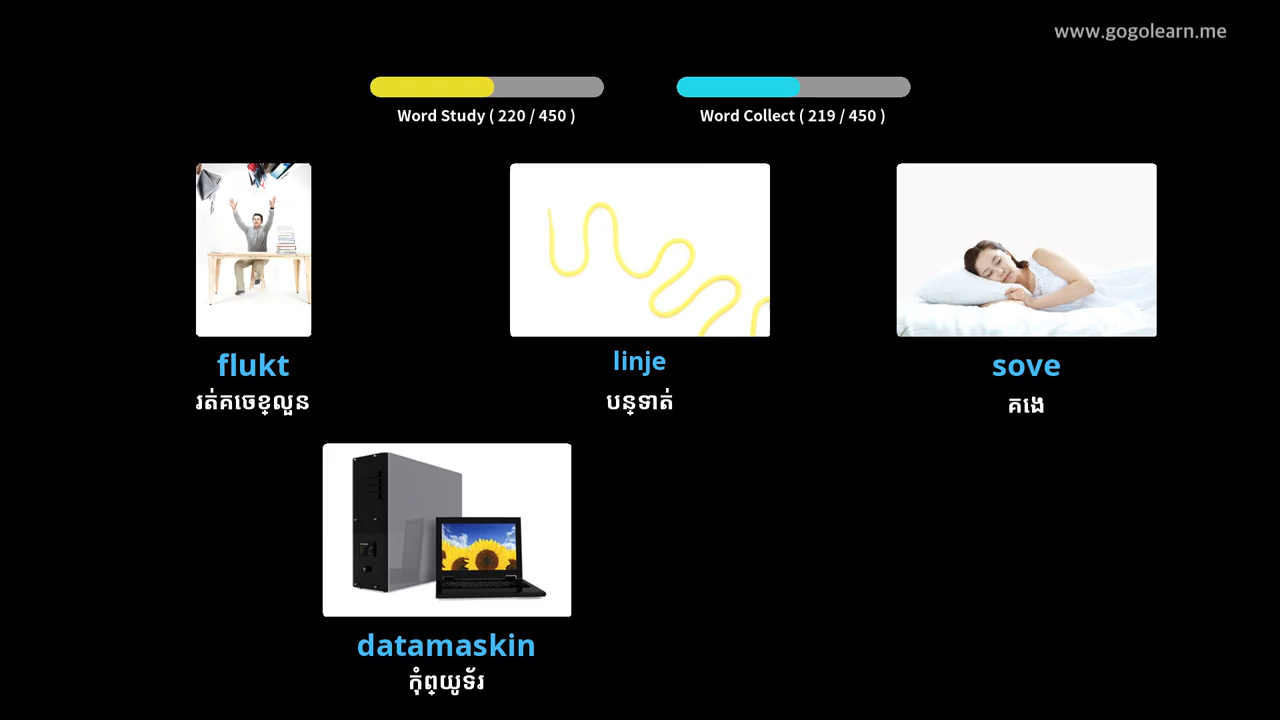 www.gogolearn.me
Word Study ( 220 / 450 )
Word Collect ( 219 / 450 )
flukt
រត់គចេខ្លួន
linje
បន្ទាត់
sove
គងេ
datamaskin
កុំព្យូទ័រ